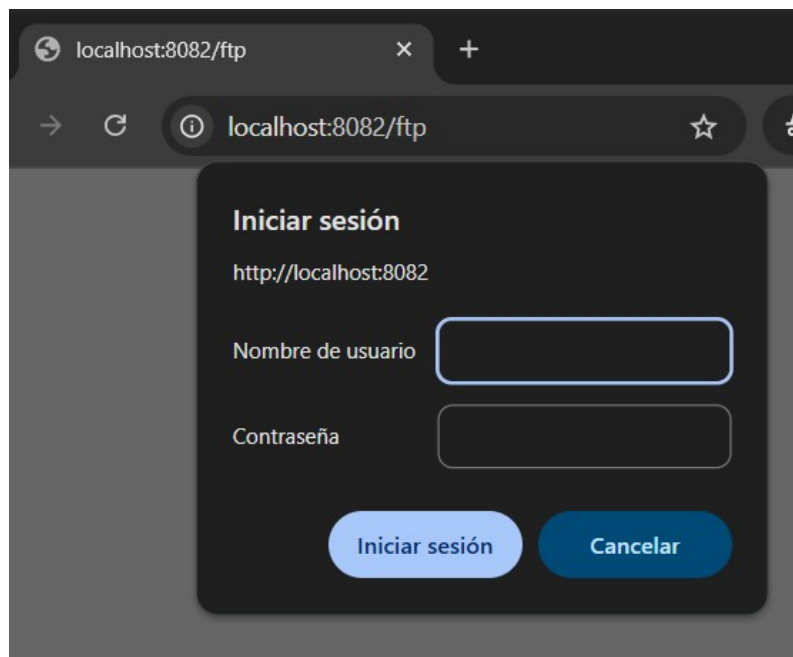 localhost:8082/ftp
localhost:8082/ftp
Iniciar sesión
http://localhost:8082
Nombre de usuario
Contraseña
Iniciar sesión Cancelar